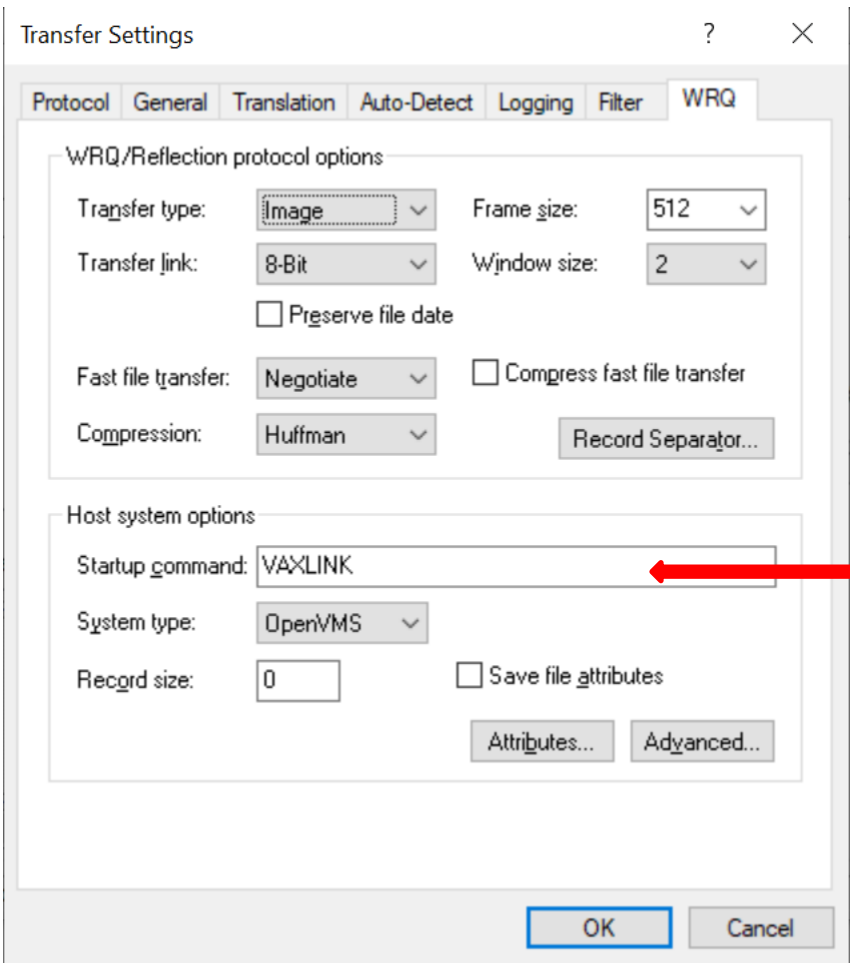 Transfer Settings ?
Protocol General Translation Auto-Detect Logging Filter WRQ
WRQ/Reflection protocol options
Transfer type: Image Frame size: 512
Transfer link: 8-Bit Window size: 2
Preserve file date
Fast file transfer: Negotiate Compress fast file transfer
Compression: Huffman Record Separator...
Host system options
Startup command: VAXLINK
System type: OpenVMS
Record size: 0 Save file attributes
Attributes... Advanced...
OK Cancel